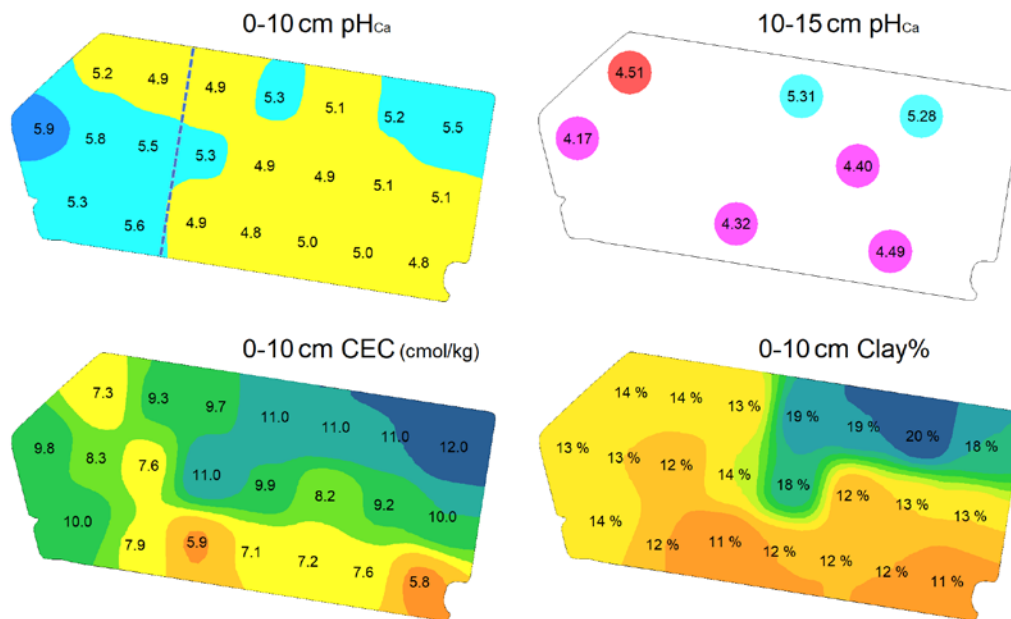 0-10 cm pHCa
5.2 4.9 4.9 5.3 5.1 5.2 5.5
5.9 5.8 5.5 5.3 4.9 4.9 5.1 5.1
5.3 5.6 4.9 4.8 5.0 5.0 4.8
10-15 cm pHCa
4.51 5.31 5.28
4.17 4.40
4.32 4.49
0-10 cm CEC (cmol/kg)
7.3 9.3 9.7 11.0 11.0 11.0 12.0
9.8 8.3 7.6 11.0 9.9 8.2 9.2 10.0
10.0 7.9 5.9 7.1 7.2 7.6 5.8
0-10 cm Clay%
14 % 14 % 13 % 19 % 19 % 20 % 18 %
13 % 13 % 12 % 14 % 18 % 12 % 13 % 13 %
14 % 12 % 11 % 12 % 12 % 12 % 11 %